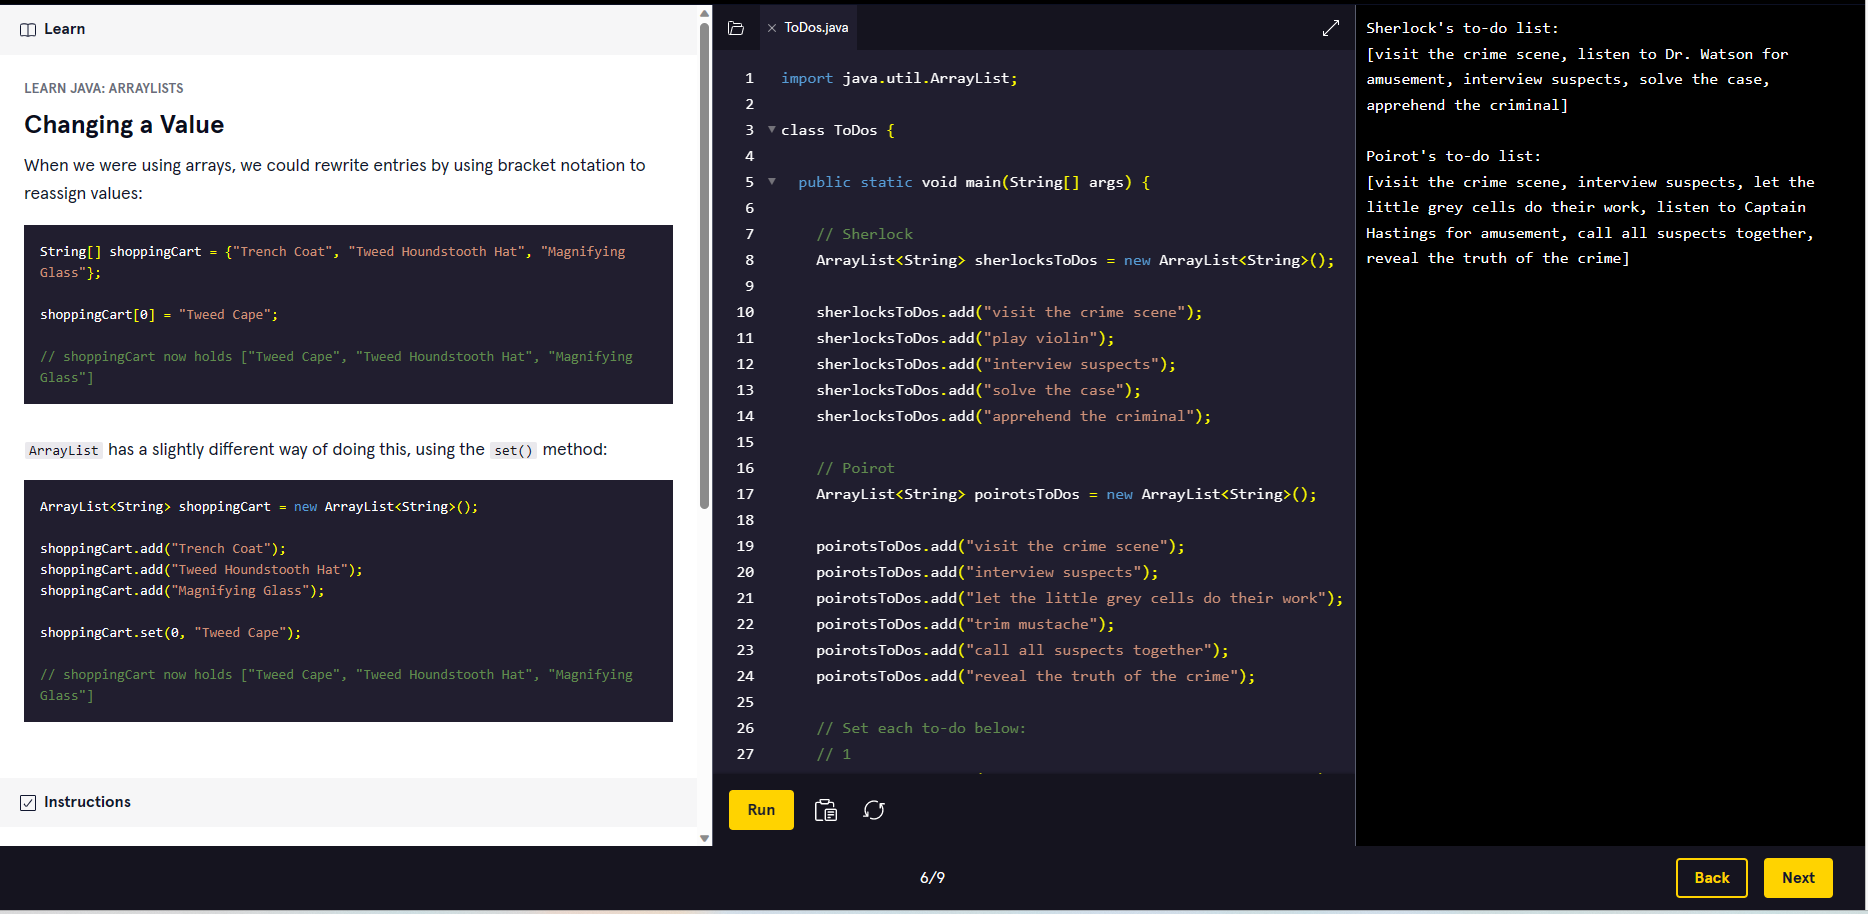 Learn
LEARN JAVA: ARRAYLISTS
Changing a Value
When we were using arrays, we could rewrite entries by using bracket notation to
reassign values:
String[] shoppingCart = {"Trench Coat", "Tweed Houndstooth Hat", "Magnifying
Glass"};
shoppingCart[0] = "Tweed Cape";
// shoppingCart now holds ["Tweed Cape", "Tweed Houndstooth Hat", "Magnifying
Glass"]
ArrayList has a slightly different way of doing this, using the set() method:
ArrayList<String> shoppingCart = new ArrayList<String>();
shoppingCart.add("Trench Coat");
shoppingCart.add("Tweed Houndstooth Hat");
shoppingCart.add("Magnifying Glass");
shoppingCart.set(0, "Tweed Cape");
// shoppingCart now holds ["Tweed Cape", "Tweed Houndstooth Hat", "Magnifying
Glass"]
Instructions
ToDos.java
1 import java.util.ArrayList;
2
3 class ToDos {
4
5 public static void main(String[] args) {
6
7 // Sherlock
8 ArrayList<String> sherlocksToDos = new ArrayList<String>();
9
10 sherlocksToDos.add("visit the crime scene");
11 sherlocksToDos.add("play violin");
12 sherlocksToDos.add("interview suspects");
13 sherlocksToDos.add("solve the case");
14 sherlocksToDos.add("apprehend the criminal");
15
16 // Poirot
17 ArrayList<String> poirotsToDos = new ArrayList<String>();
18
19 poirotsToDos.add("visit the crime scene");
20 poirotsToDos.add("interview suspects");
21 poirotsToDos.add("let the little grey cells do their work");
22 poirotsToDos.add("trim mustache");
23 poirotsToDos.add("call all suspects together");
24 poirotsToDos.add("reveal the truth of the crime");
25
26 // Set each to-do below:
27 // 1
Run
Sherlock's to-do list:
[visit the crime scene, listen to Dr. Watson for
amusement, interview suspects, solve the case,
apprehend the criminal]
Poirot's to-do list:
[visit the crime scene, interview suspects, let the
little grey cells do their work, listen to Captain
Hastings for amusement, call all suspects together,
reveal the truth of the crime]
6/9
Back
Next